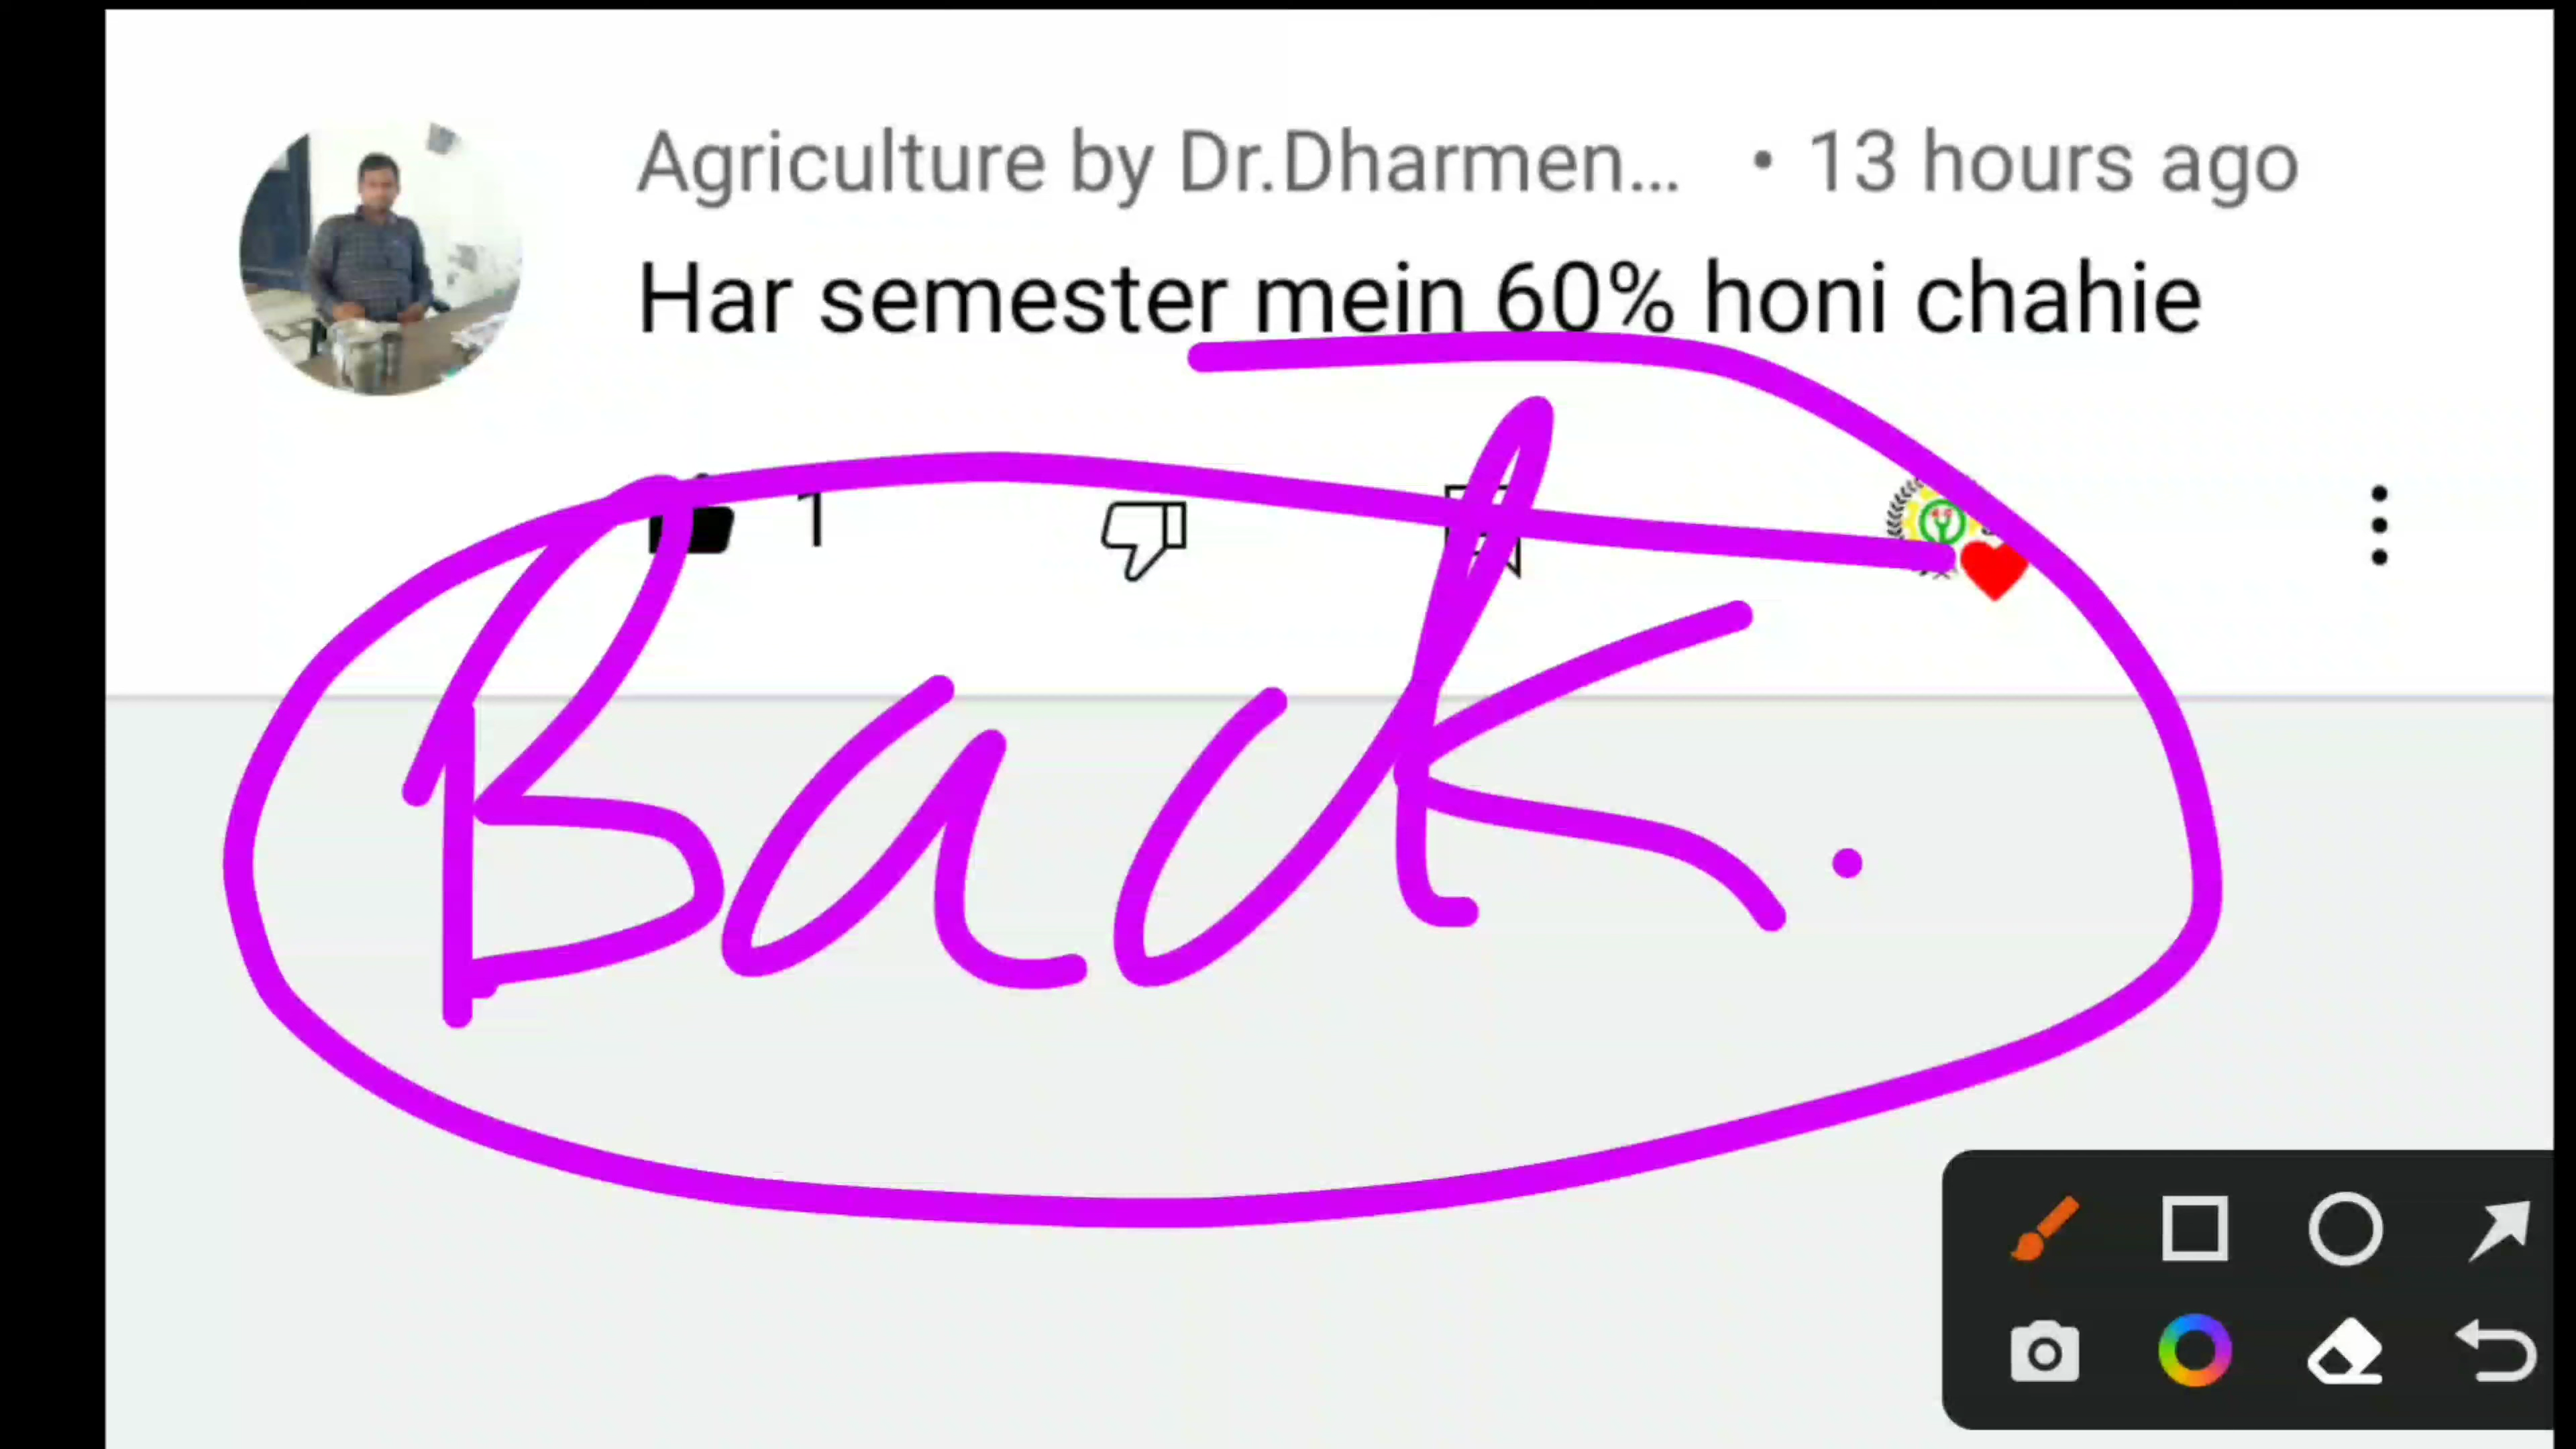 Agriculture by Dr.Dharmen... • 13 hours ago
Har semester mein 60% honi chahie
1
Back.